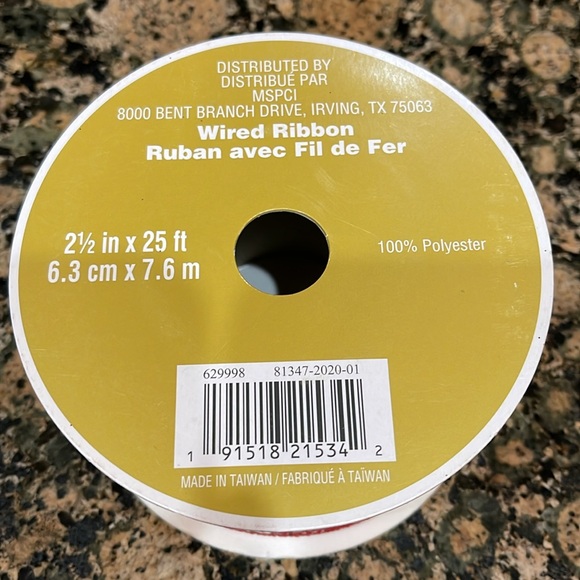 DISTRIBUTED BY
DISTRIBUÉ PAR
MSPCI
8000 BENT BRANCH DRIVE, IRVING, TX 75063
Wired Ribbon
Ruban avec Fil de Fer
2½ in x 25 ft
6.3 cm x 7.6 m
100% Polyester
629998 81347-2020-01
1 91518 21534 2
MADE IN TAIWAN / FABRIQUÉ À TAÏWAN